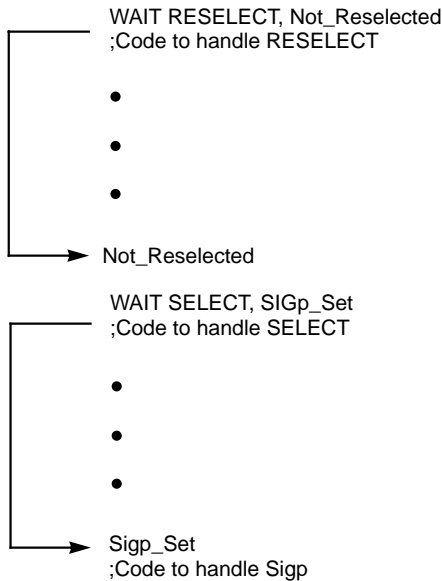 WAIT RESELECT, Not_Reselected
;Code to handle RESELECT
Not_Reselected
WAIT SELECT, SIGp_Set
;Code to handle SELECT
Sigp_Set
;Code to handle Sigp